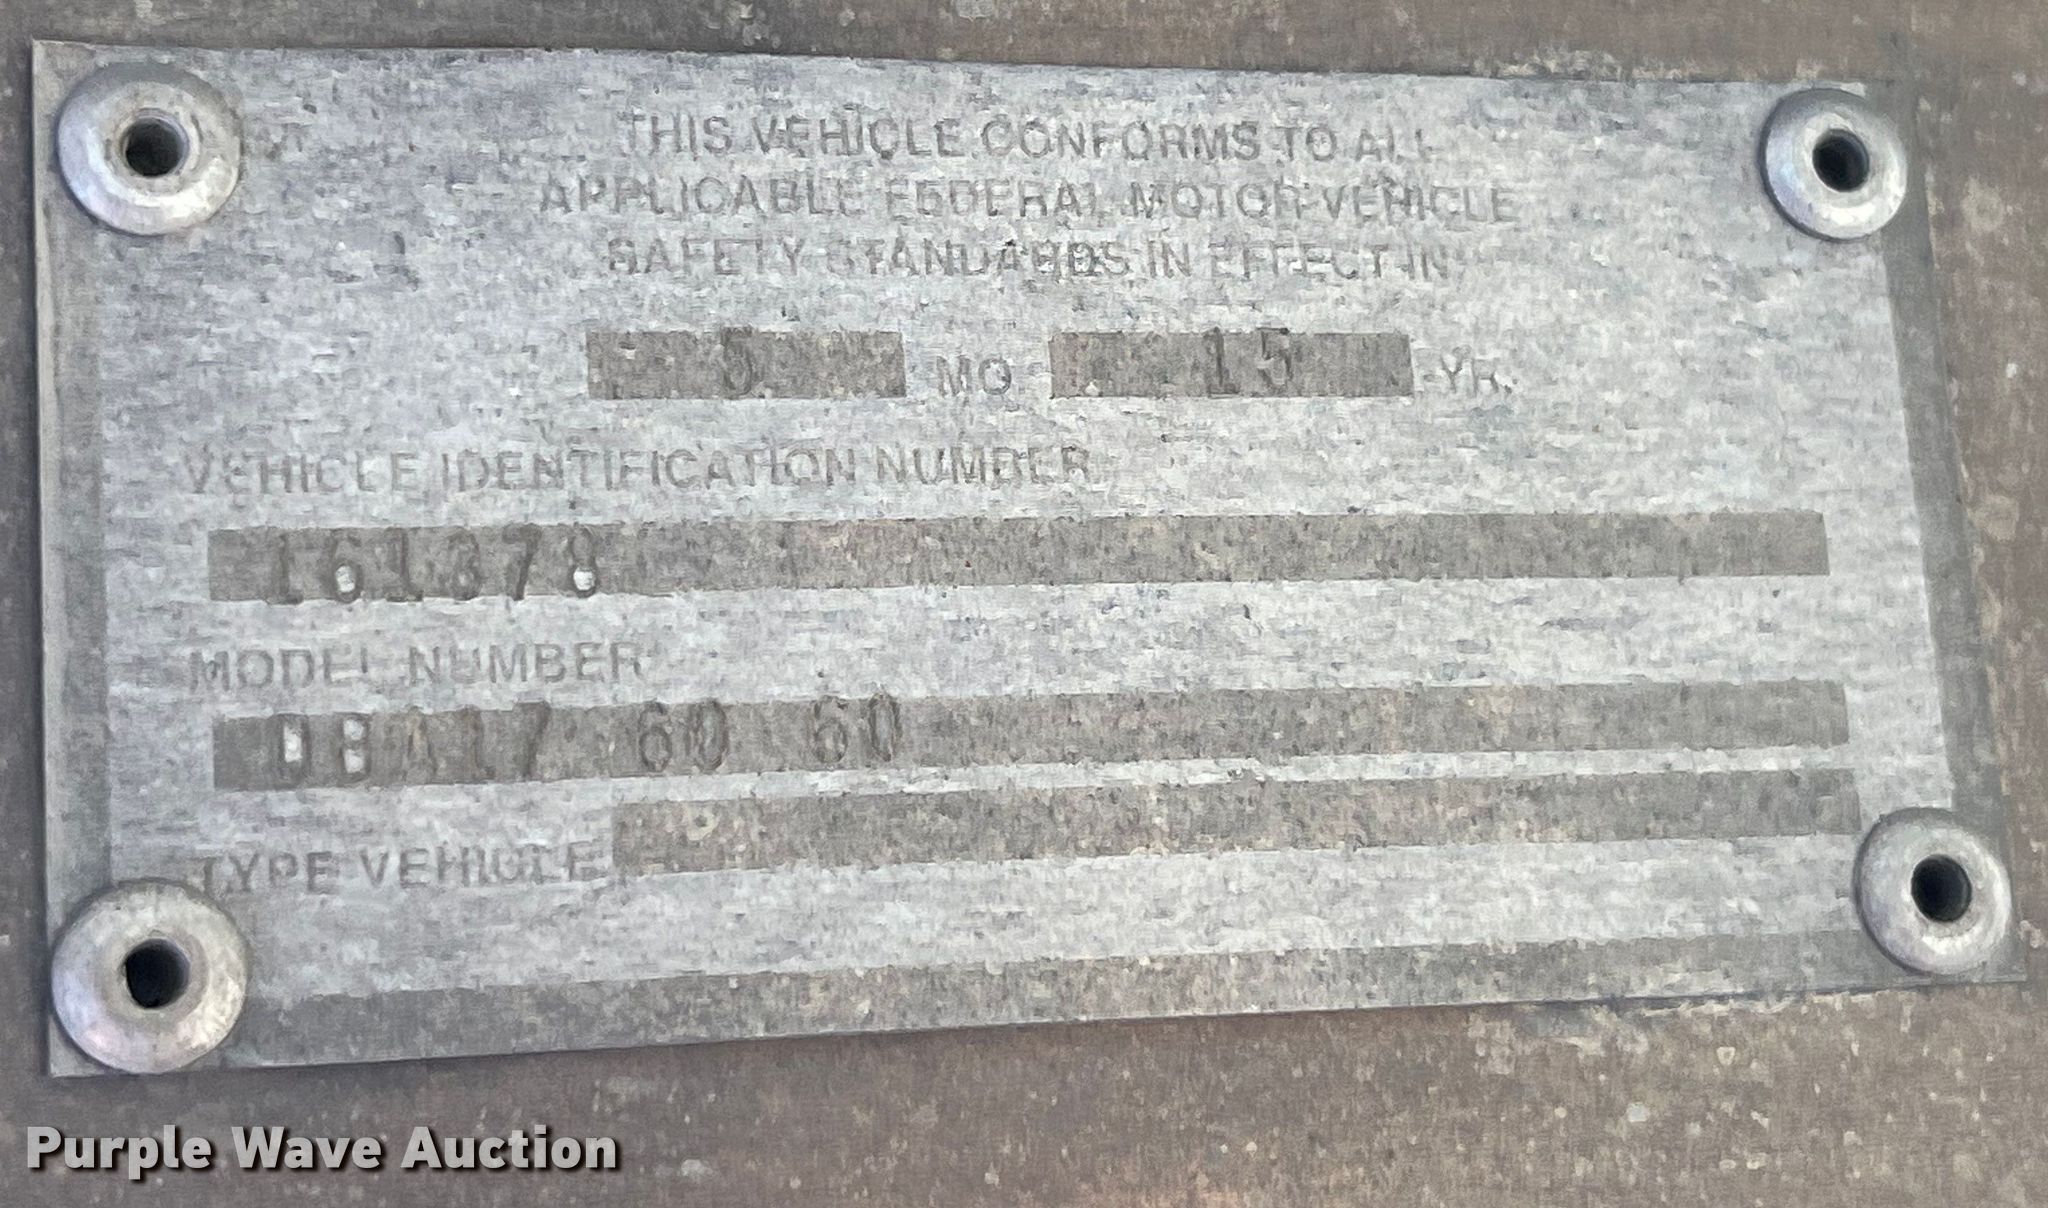 THIS VEHICLE CONFORMS TO ALL
APPLICABLE FEDERAL MOTOR VEHICLE
SAFETY STANDARDS IN EFFECT IN
5 MO 15 YR.
VEHICLE IDENTIFICATION NUMBER
161378
MODEL NUMBER
60 60
TYPE VEHICLE
Purple Wave Auction